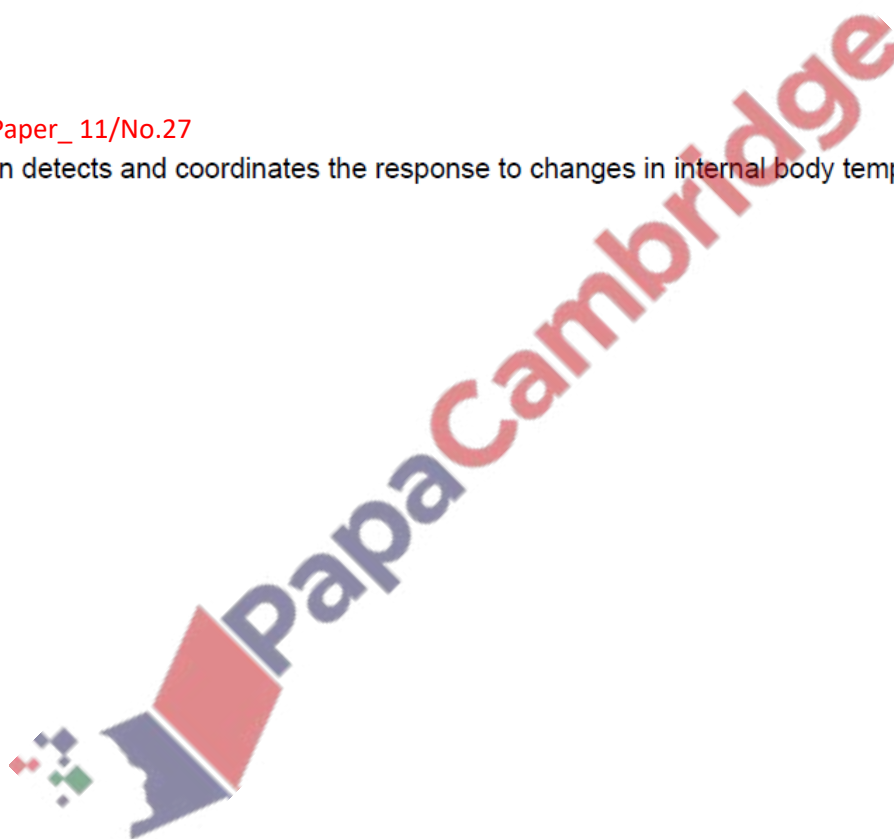 Paper_ 11/No.27
n detects and coordinates the response to changes in internal body temp
PapaCambridge